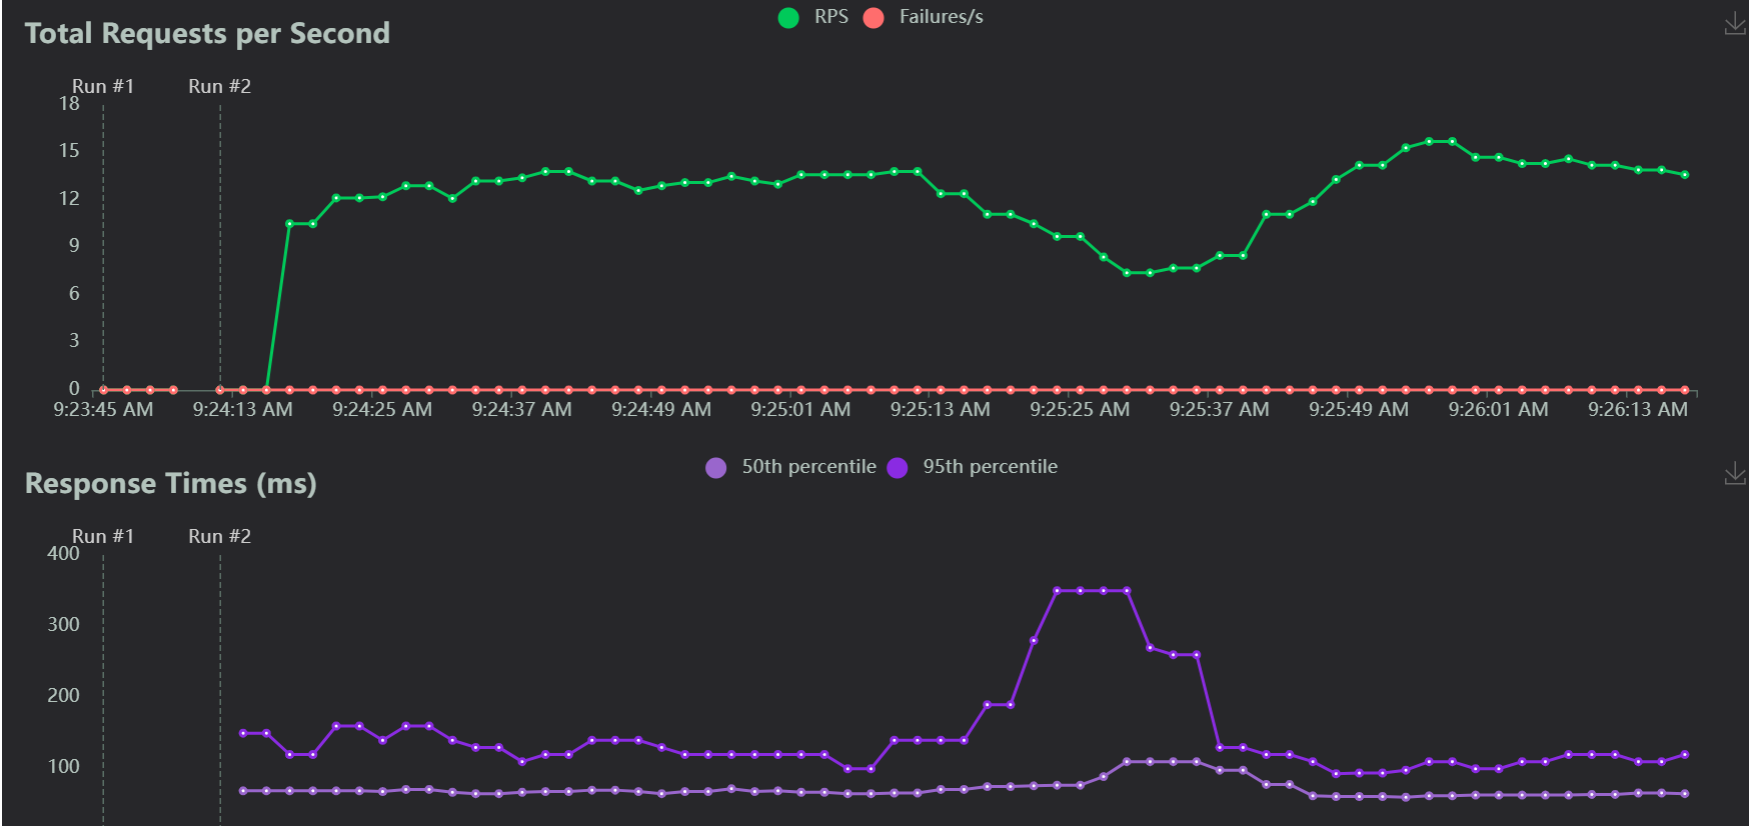 Total Requests per Second
RPS Failures/s
Run #1 Run #2
18
15
12
9
6
3
0
9:23:45 AM 9:24:13 AM 9:24:25 AM 9:24:37 AM 9:24:49 AM 9:25:01 AM 9:25:13 AM 9:25:25 AM 9:25:37 AM 9:25:49 AM 9:26:01 AM 9:26:13 AM
Response Times (ms)
50th percentile 95th percentile
Run #1 Run #2
400
300
200
100